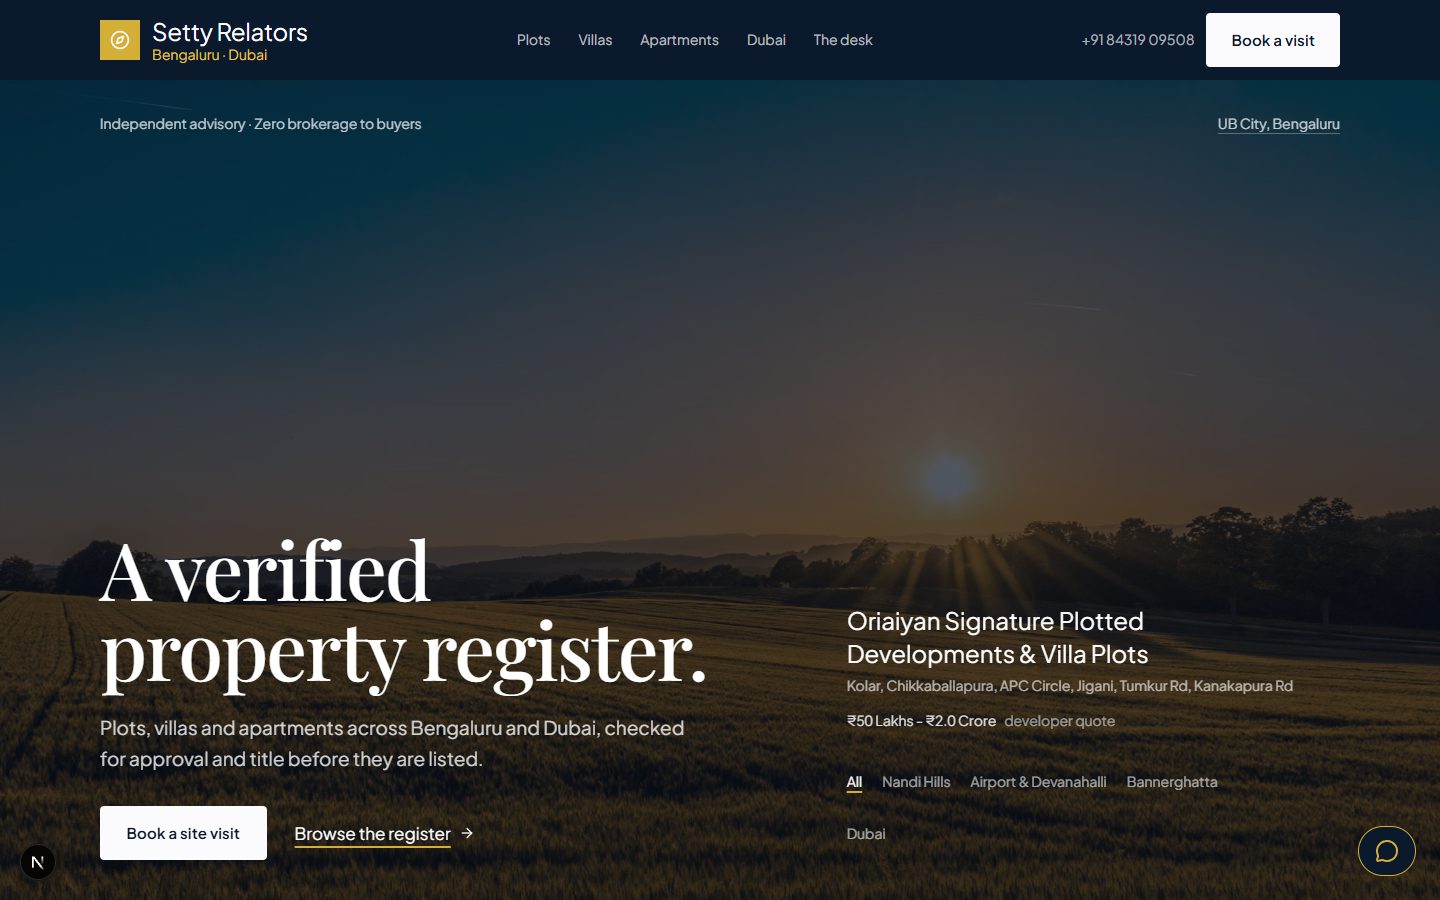 Setty Relators
Bengaluru · Dubai
Plots
Villas
Apartments
Dubai
The desk
+91 84319 09508
Book a visit
Independent advisory · Zero brokerage to buyers
UB City, Bengaluru
A verified
property register.
Plots, villas and apartments across Bengaluru and Dubai, checked
for approval and title before they are listed.
Book a site visit
Browse the register →
Oriaiyan Signature Plotted
Developments & Villa Plots
Kolar, Chikkaballapura, APC Circle, Jigani, Tumkur Rd, Kanakapura Rd
₹50 Lakhs - ₹2.0 Crore developer quote
All
Nandi Hills
Airport & Devanahalli
Bannerghatta
Dubai
N